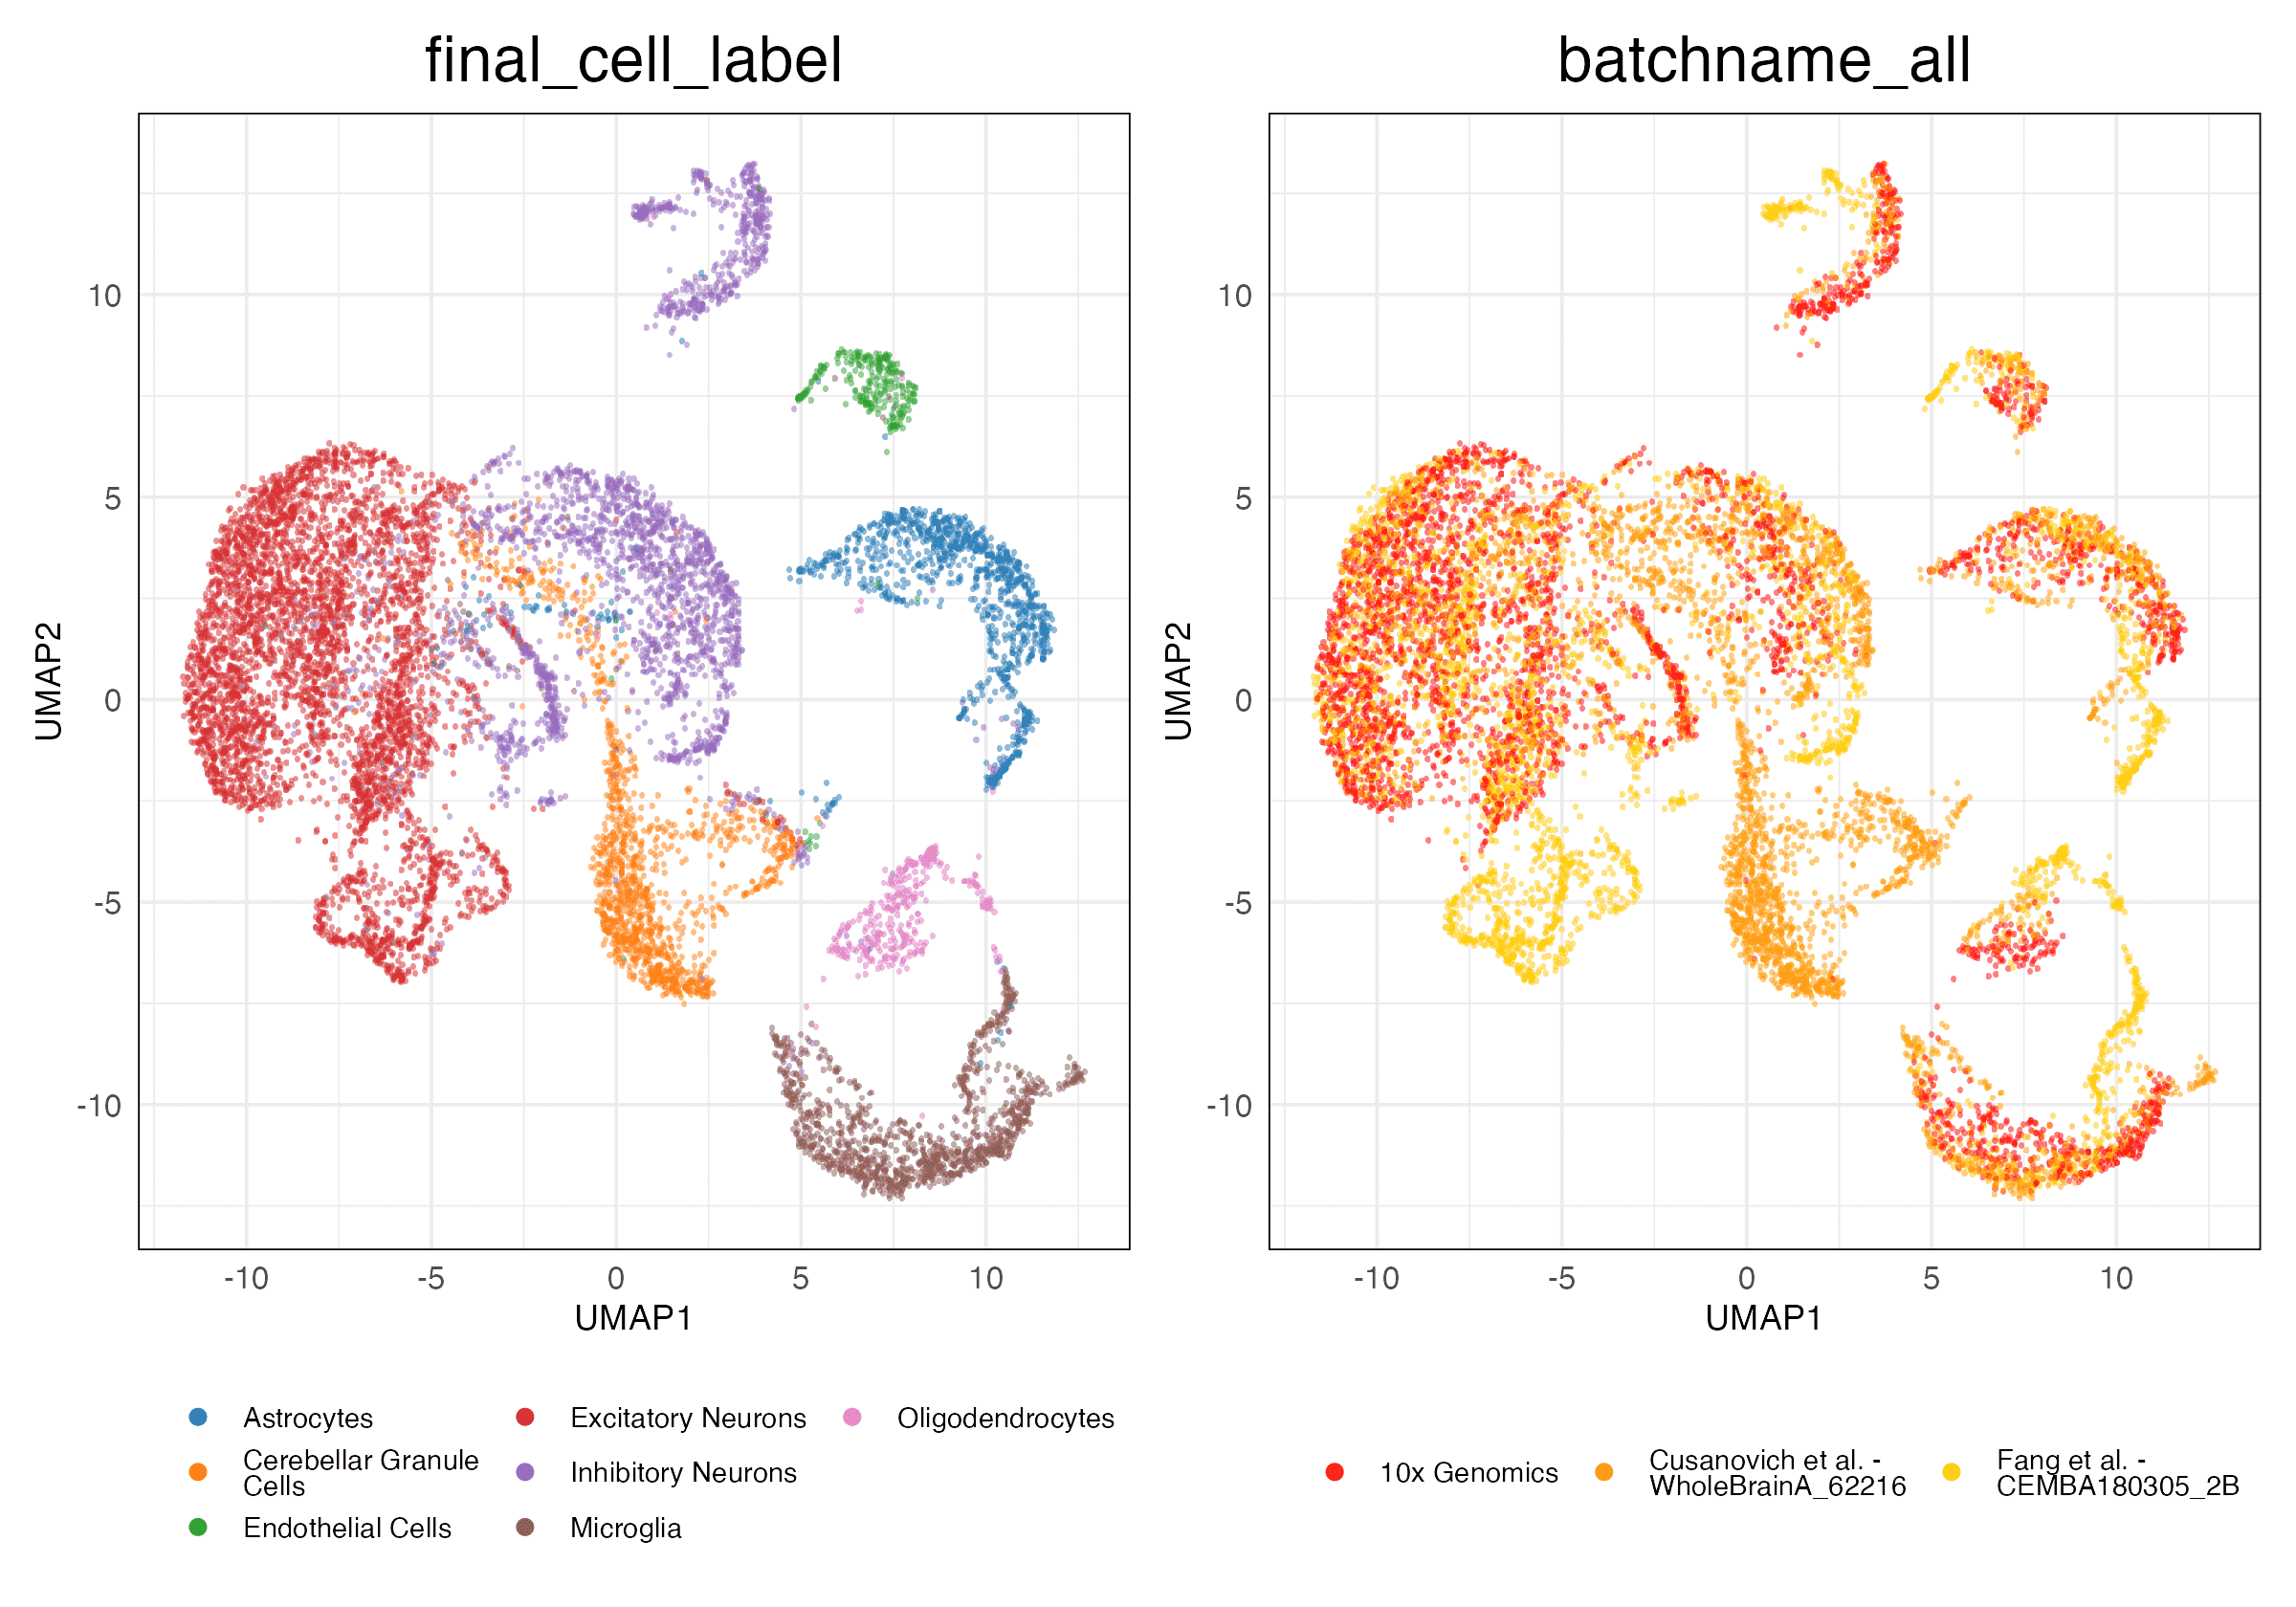 final_cell_label
batchname_all
10
5
0
-5
-10
UMAP2
-10
-5
0
5
10
UMAP1
10
5
0
-5
-10
UMAP2
-10
-5
0
5
10
UMAP1
Astrocytes
Cerebellar Granule
Cells
Endothelial Cells
Excitatory Neurons
Inhibitory Neurons
Microglia
Oligodendrocytes
10x Genomics
Cusanovich et al. -
WholeBrainA_62216
Fang et al. -
CEMBA180305_2B